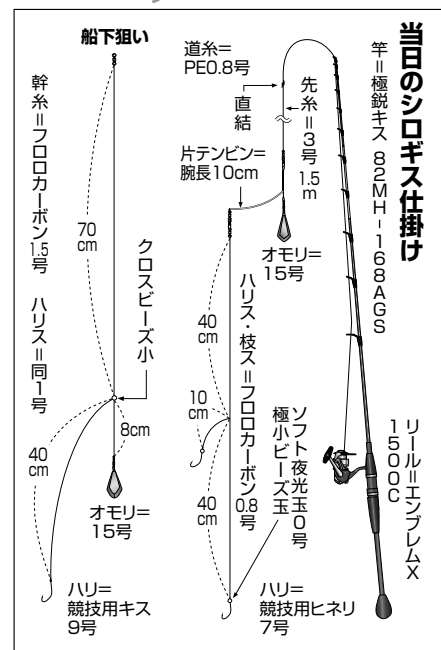 当日のシロギス仕掛け
竿=極鋭キス 82MH-168AGS
リール=エンブレムX
1500C
道糸=
PE0.8号
直結
先糸=3号 1.5m
片テンビン=
腕長10cm
オモリ=
15号
40cm
10cm
40cm
ハリス・枝ス=フロロカーボン0.8号
ソフト夜光玉0号
極小ビーズ玉
ハリ=
競技用ヒネリ
7号
船下狙い
70cm
クロスビーズ小
幹糸=フロロカーボン1.5号 ハリス=同1号
8cm
40cm
オモリ=
15号
ハリ=
競技用キス
9号